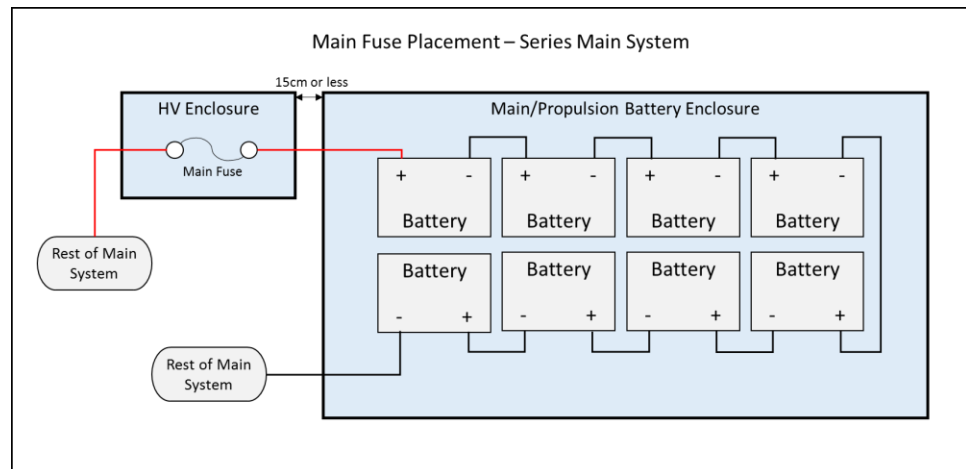 Main Fuse Placement – Series Main System
15cm or less
HV Enclosure
Main/Propulsion Battery Enclosure
Main Fuse
+ - + - + - + -
Battery Battery Battery Battery
Rest of Main
System
Battery Battery Battery Battery
- + - + - + - +
Rest of Main
System